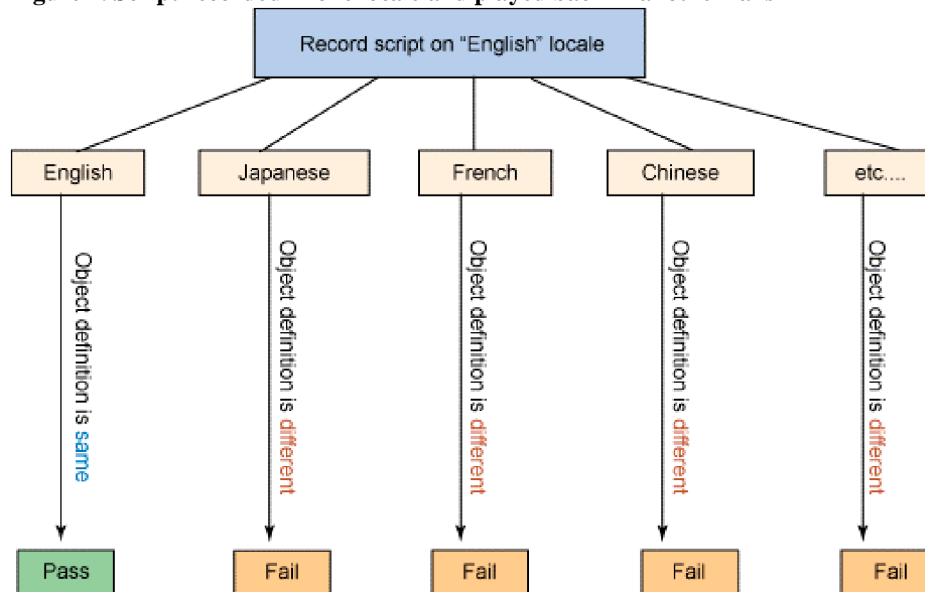 Record script on “English” locale
English
Japanese
French
Chinese
etc....
Object definition is same
Object definition is different
Object definition is different
Object definition is different
Object definition is different
Pass
Fail
Fail
Fail
Fail